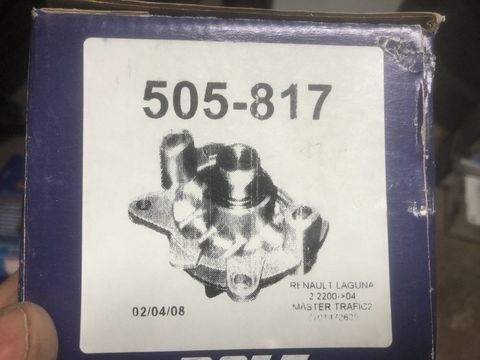 505-817
RENAULT LAGUNA
2.2200->04
MASTER TRAFIC2
02/04/08